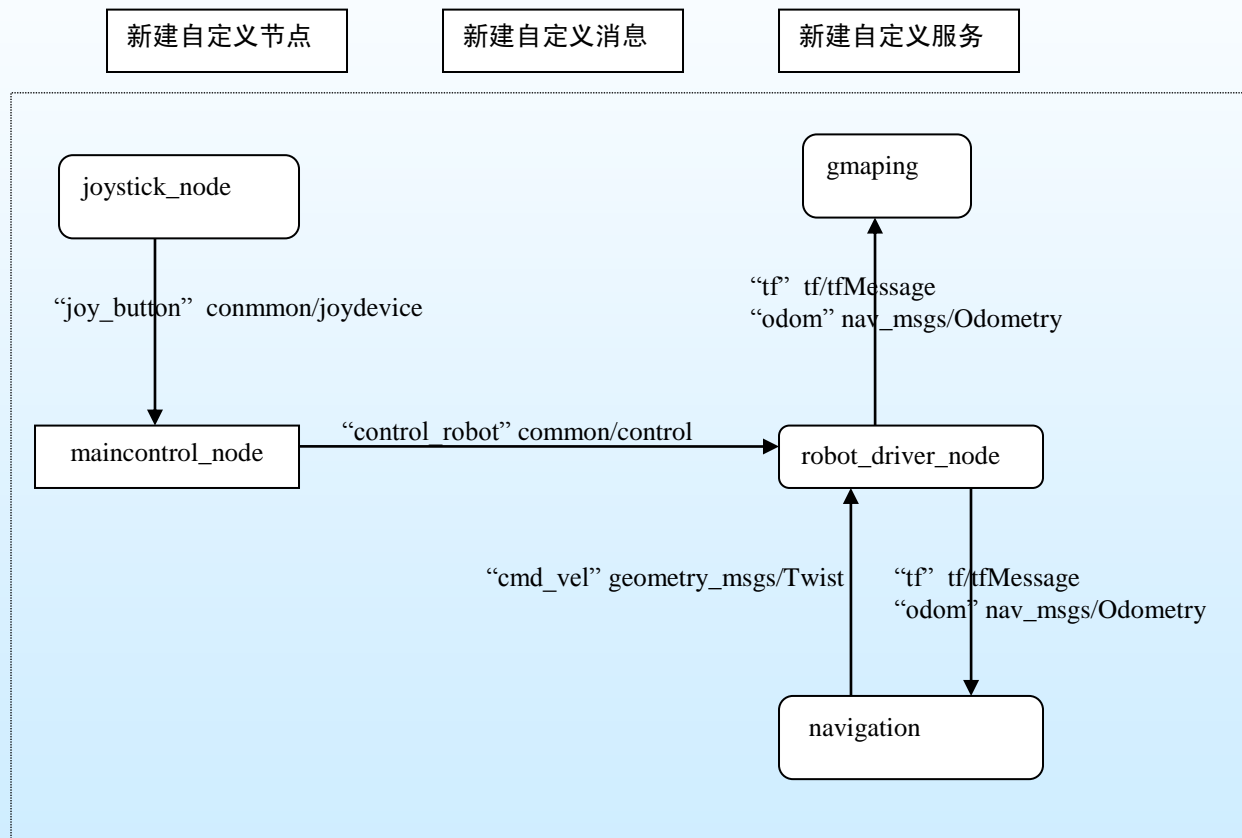 新建自定义节点
新建自定义消息
新建自定义服务
joystick_node
gmaping
“joy_button” conmmon/joydevice
“tf” tf/tfMessage
“odom” nav_msgs/Odometry
maincontrol_node
“control_robot” common/control
robot_driver_node
“cmd_vel” geometry_msgs/Twist
“tf” tf/tfMessage
“odom” nav_msgs/Odometry
navigation